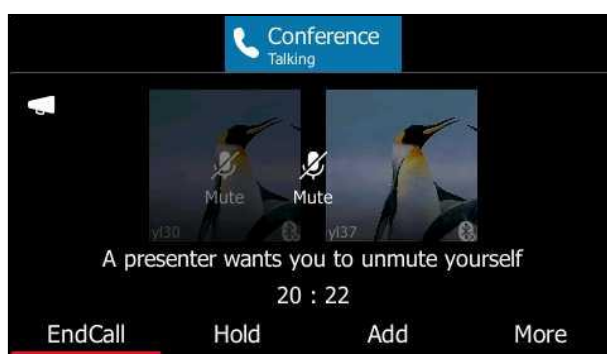 Conference
Talking
Mute
Mute
yl30
yl37
A presenter wants you to unmute yourself
20 : 22
EndCall Hold Add More